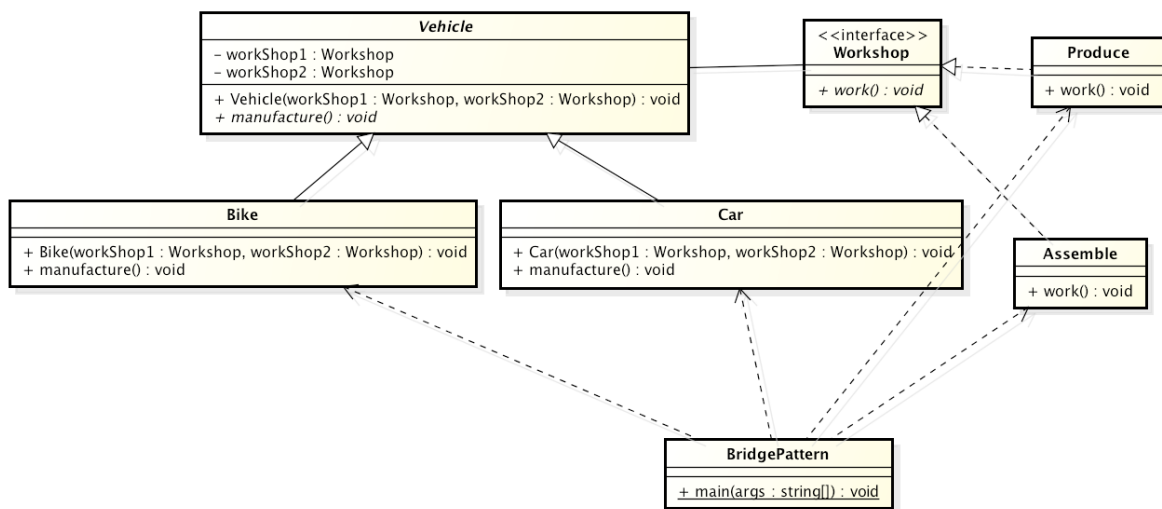 Vehicle
- workShop1 : Workshop
- workShop2 : Workshop
+ Vehicle(workShop1 : Workshop, workShop2 : Workshop) : void
+ manufacture() : void
<<interface>>
Workshop
+ work() : void
Produce
+ work() : void
Bike
+ Bike(workShop1 : Workshop, workShop2 : Workshop) : void
+ manufacture() : void
Car
+ Car(workShop1 : Workshop, workShop2 : Workshop) : void
+ manufacture() : void
Assemble
+ work() : void
BridgePattern
+ main(args : string[]) : void